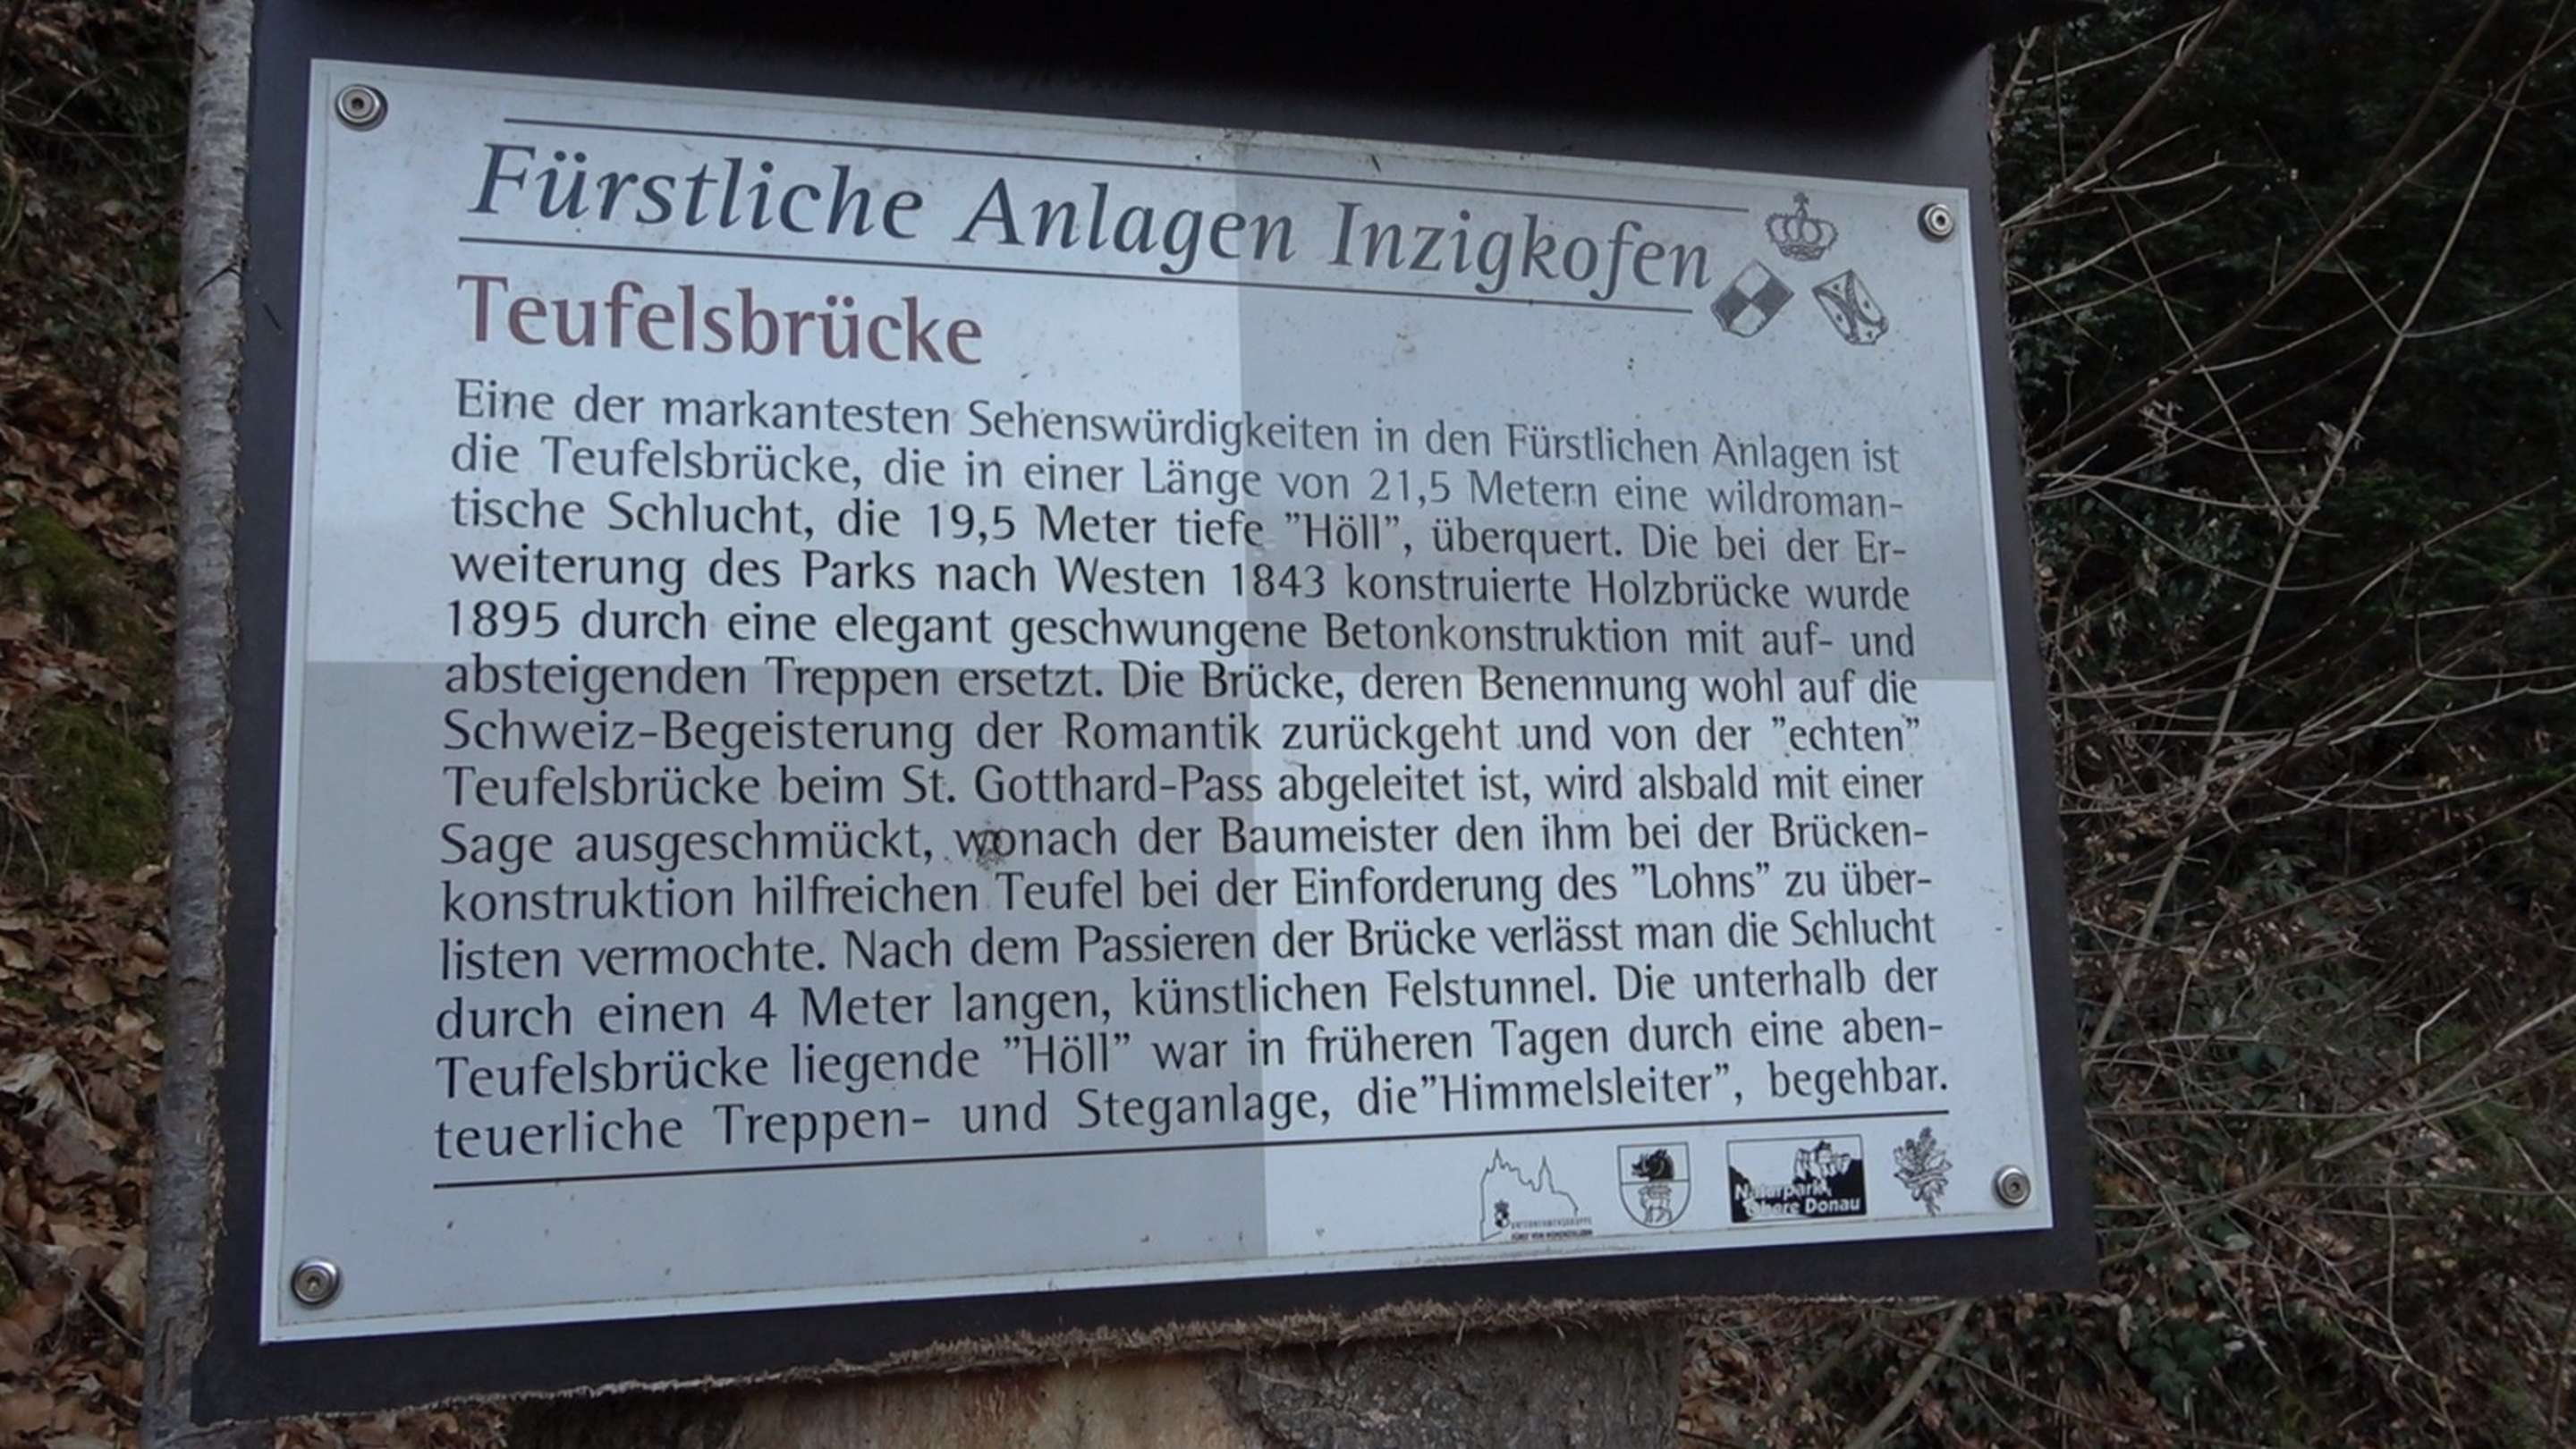 Fürstliche Anlagen Inzigkofen
Teufelsbrücke
Eine der markantesten Sehenswürdigkeiten in den Fürstlichen Anlagen ist
die Teufelsbrücke, die in einer Länge von 21,5 Metern eine wildroman-
tische Schlucht, die 19,5 Meter tiefe "Höll", überquert. Die bei der Er-
weiterung des Parks nach Westen 1843 konstruierte Holzbrücke wurde
1895 durch eine elegant geschwungene Betonkonstruktion mit auf- und
absteigenden Treppen ersetzt. Die Brücke, deren Benennung wohl auf die
Schweiz-Begeisterung der Romantik zurückgeht und von der "echten"
Teufelsbrücke beim St. Gotthard-Pass abgeleitet ist, wird alsbald mit einer
Sage ausgeschmückt, wonach der Baumeister den ihm bei der Brücken-
konstruktion hilfreichen Teufel bei der Einforderung des "Lohns" zu über-
listen vermochte. Nach dem Passieren der Brücke verlässt man die Schlucht
durch einen 4 Meter langen, künstlichen Felstunnel. Die unterhalb der
Teufelsbrücke liegende "Höll" war in früheren Tagen durch eine aben-
teuerliche Treppen- und Steganlage, die"Himmelsleiter", begehbar.
Naturpark
Obere Donau